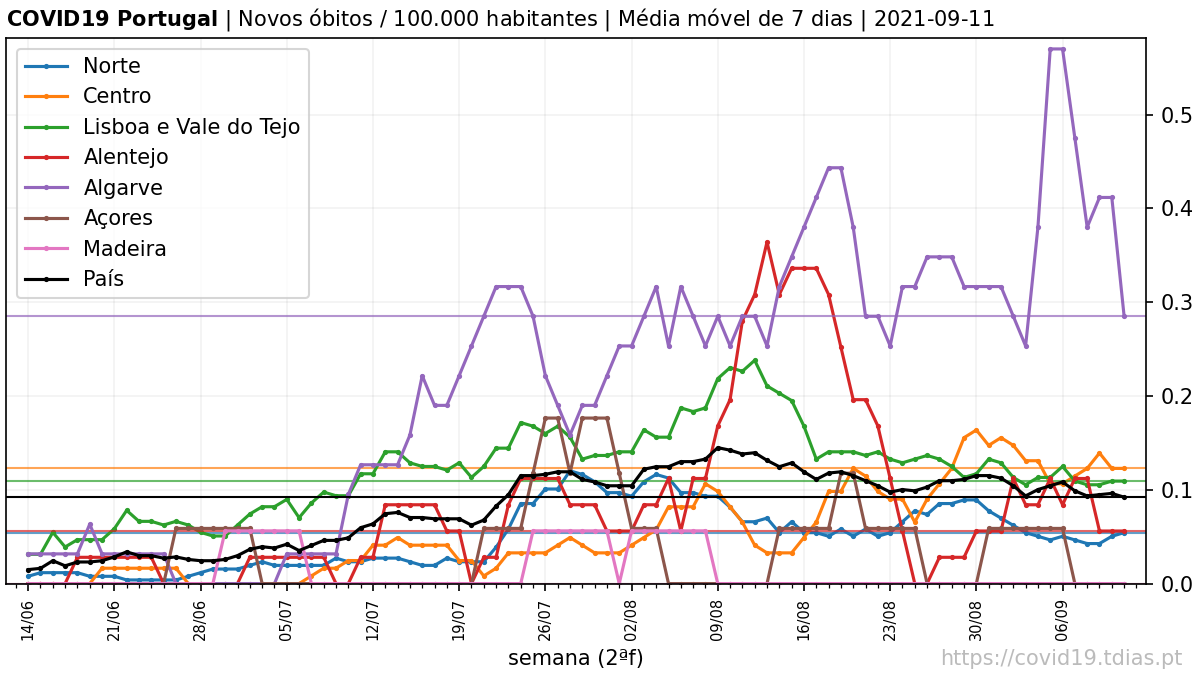 COVID19 Portugal | Novos óbitos / 100.000 habitantes | Média móvel de 7 dias | 2021-09-11
Norte
Centro
Lisboa e Vale do Tejo
Alentejo
Algarve
Açores
Madeira
País
0.5
0.4
0.3
0.2
0.1
0.0
14/06
21/06
28/06
05/07
12/07
19/07
26/07
02/08
09/08
16/08
23/08
30/08
06/09
semana (2ªf)
https://covid19.tdias.pt